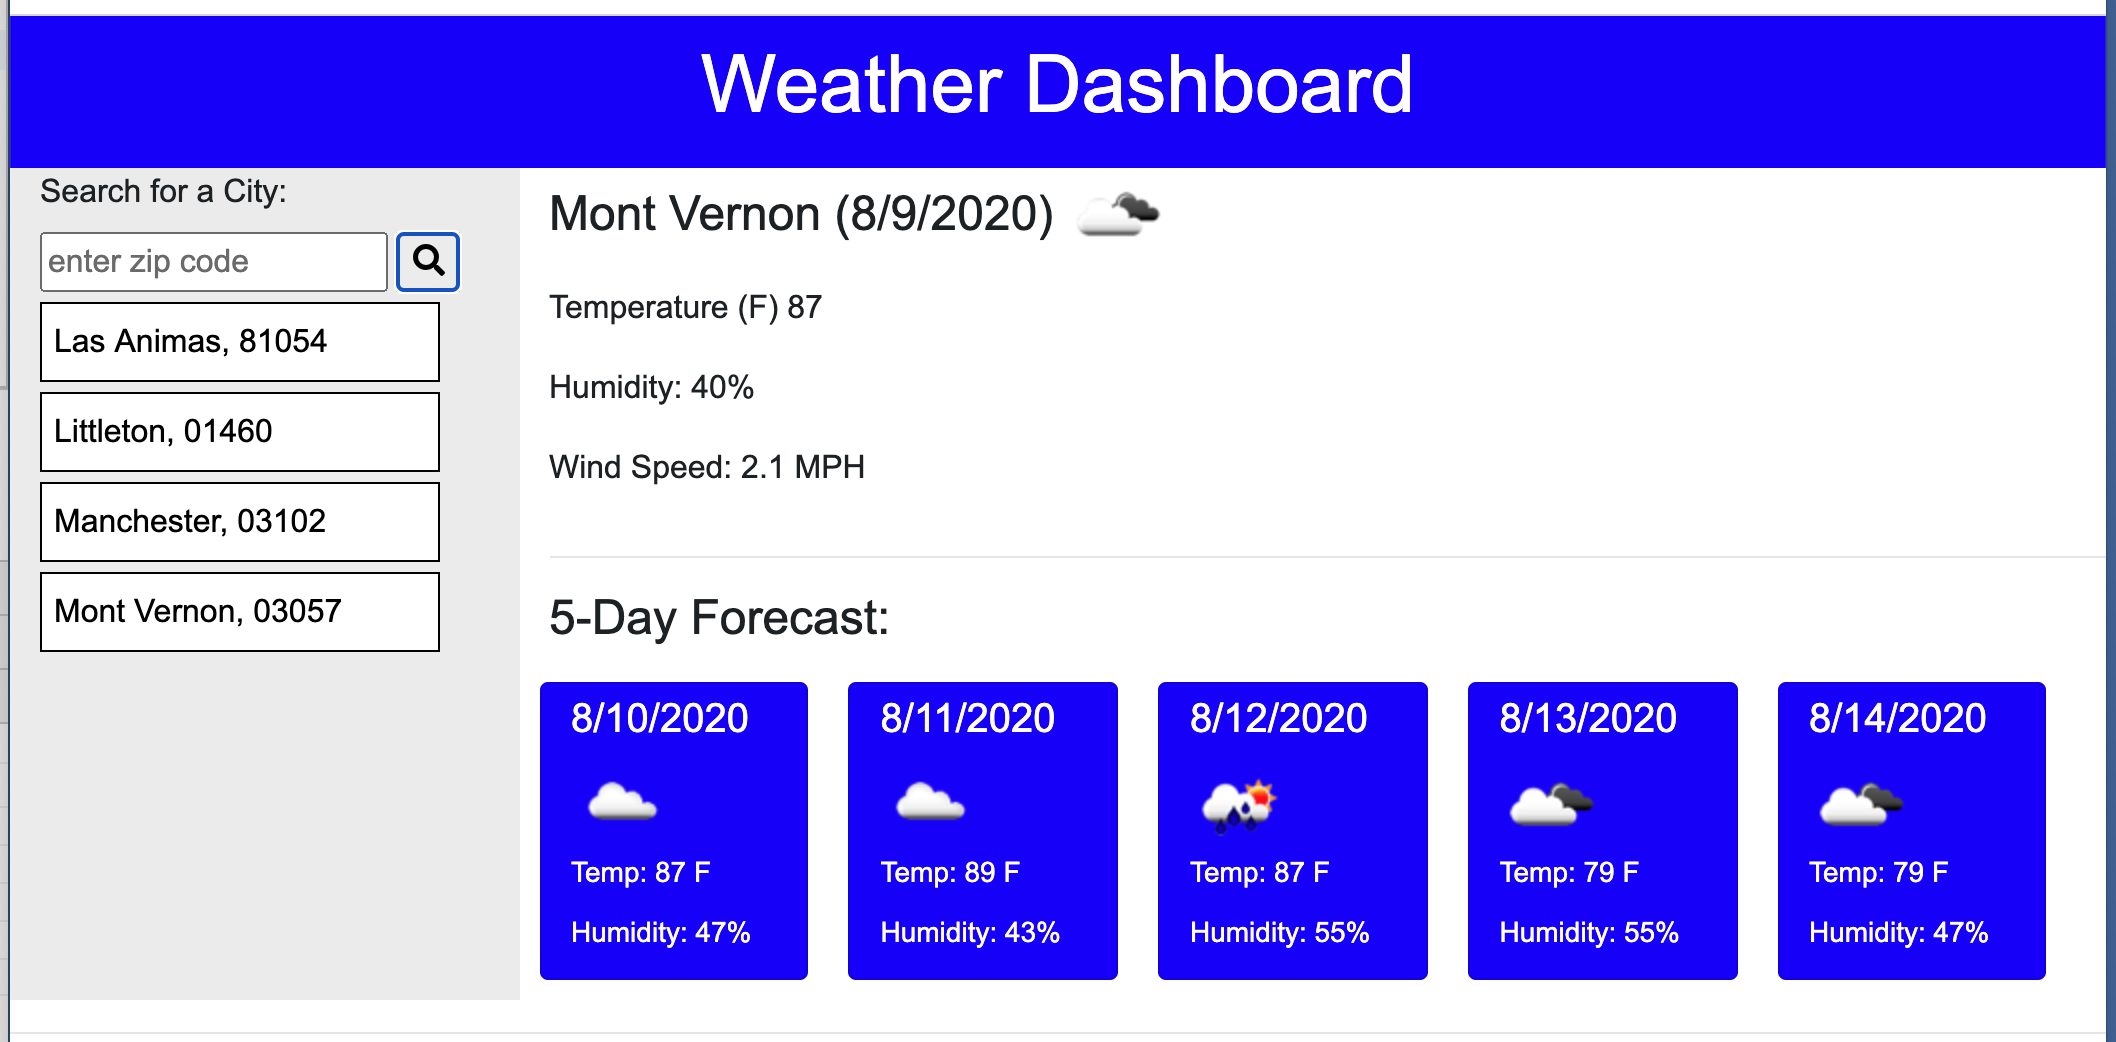 Weather Dashboard
Search for a City:
enter zip code
Las Animas, 81054
Littleton, 01460
Manchester, 03102
Mont Vernon, 03057
Mont Vernon (8/9/2020)
Temperature (F) 87
Humidity: 40%
Wind Speed: 2.1 MPH
5-Day Forecast:
8/10/2020
Temp: 87 F
Humidity: 47%
8/11/2020
Temp: 89 F
Humidity: 43%
8/12/2020
Temp: 87 F
Humidity: 55%
8/13/2020
Temp: 79 F
Humidity: 55%
8/14/2020
Temp: 79 F
Humidity: 47%